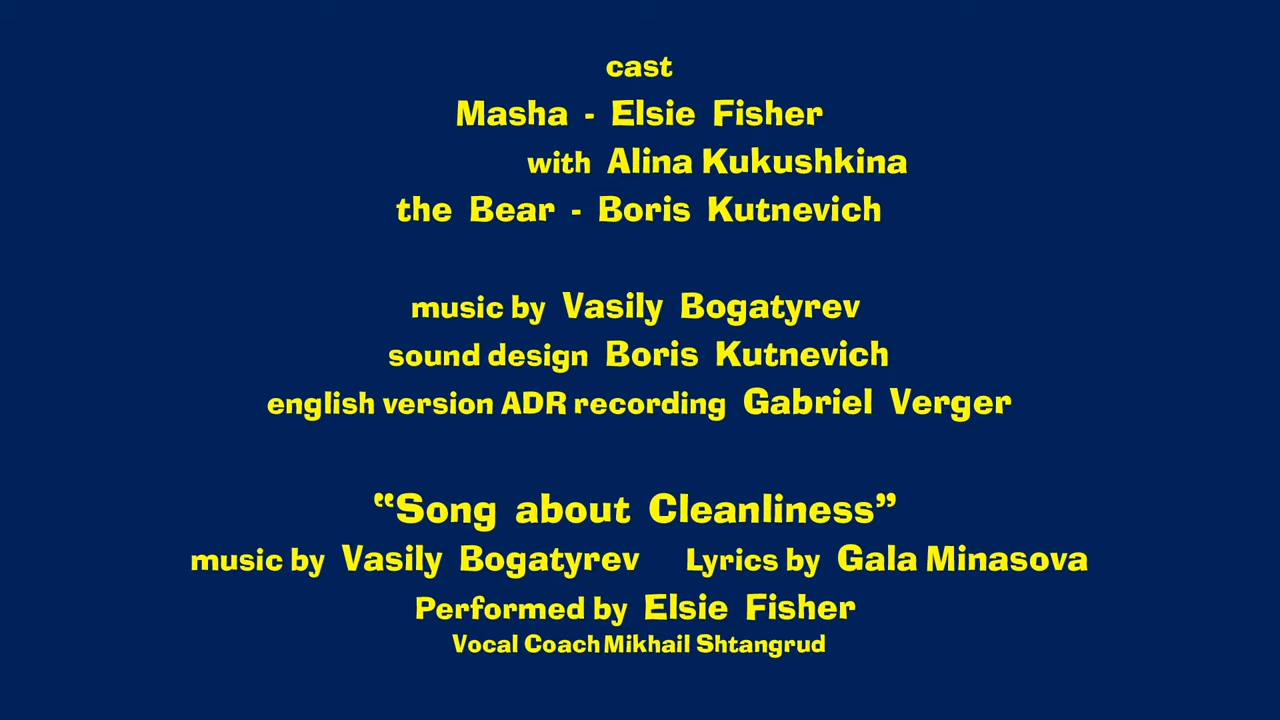 cast
Masha - Elsie Fisher
with Alina Kukushkina
the Bear - Boris Kutnevich
music by Vasily Bogatyrev
sound design Boris Kutnevich
english version ADR recording Gabriel Verger
“Song about Cleanliness”
music by Vasily Bogatyrev Lyrics by Gala Minasova
Performed by Elsie Fisher
Vocal Coach Mikhail Shtangrud